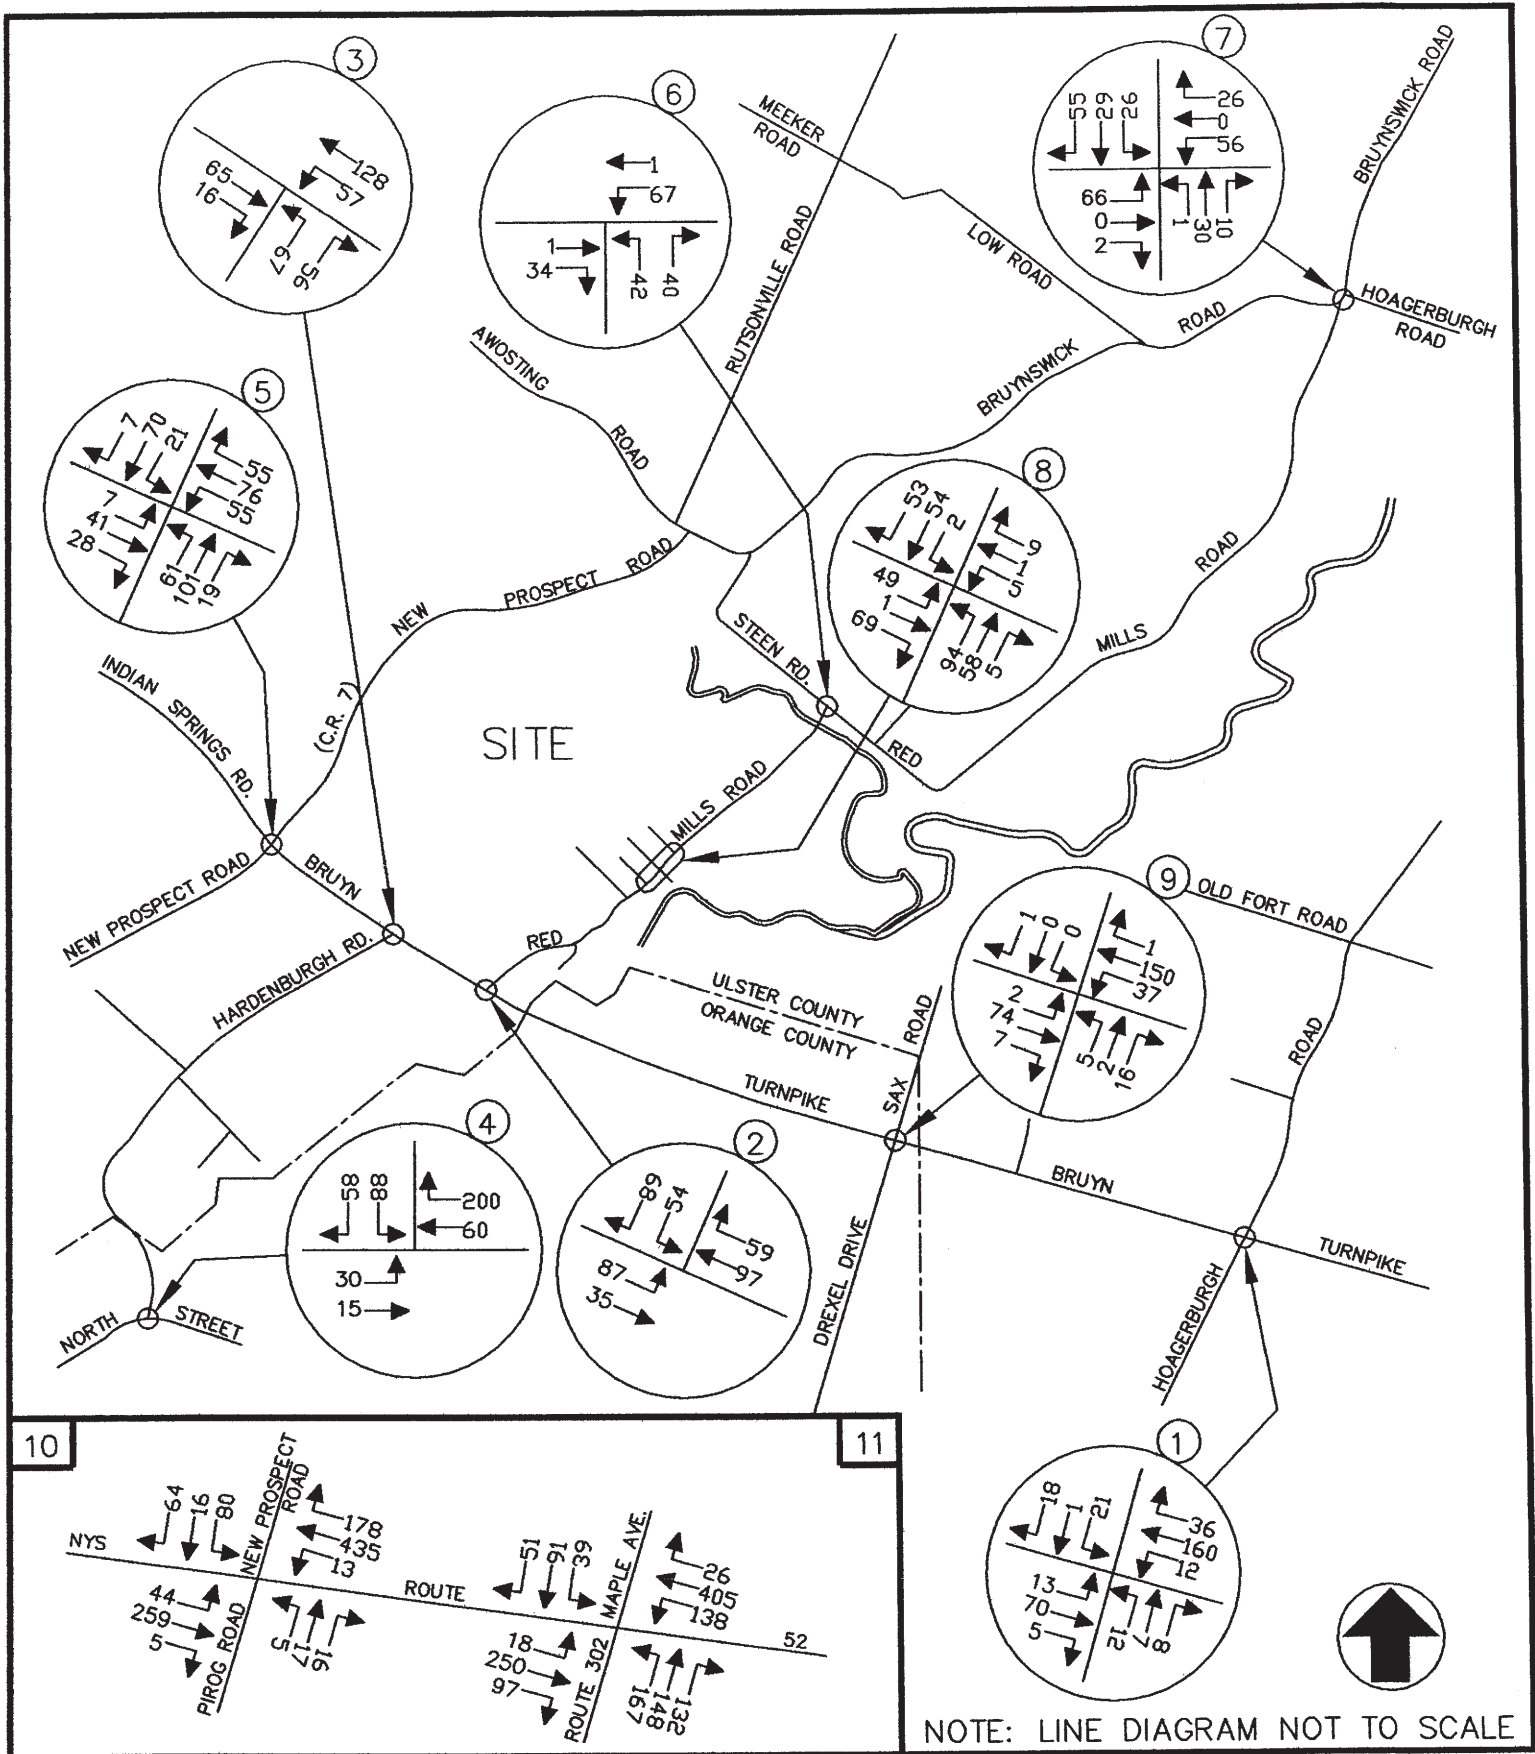 3
128
57
65
16
67
56
6
1
67
1
34
42
40
7
55
29
26
26
0
56
66
0
2
1
30
10
MEEKER
ROAD
RUTSONVILLE ROAD
LOW ROAD
BRUYNSWICK ROAD
HOAGERBURGH
ROAD
AWOSTING
ROAD
BRUYNSWICK
ROAD
5
7
70
21
55
76
55
7
41
28
61
101
19
8
53
54
2
9
1
5
49
1
69
94
58
5
NEW
PROSPECT
ROAD
(C.R. 7)
INDIAN
SPRINGS
RD.
STEEN RD.
RED
MILLS
ROAD
SITE
MILLS ROAD
RED
NEW PROSPECT ROAD
BRUYN
HARDENBURGH RD.
9
OLD FORT ROAD
1
0
0
1
150
37
2
74
7
5
2
16
ULSTER COUNTY
ORANGE COUNTY
ROAD
SAX
TURNPIKE
BRUYN
TURNPIKE
ROAD
HOAGERBURGH
DREXEL DRIVE
4
58
88
200
60
30
15
2
89
54
59
97
87
35
NORTH
STREET
1
18
1
21
36
160
12
13
70
5
12
7
8
10
11
NYS
ROUTE
52
NEW PROSPECT
ROAD
PIROG ROAD
64
16
80
178
435
13
44
259
5
5
17
16
MAPLE AVE.
ROUTE 302
51
91
39
26
405
138
18
250
97
167
148
132
NOTE: LINE DIAGRAM NOT TO SCALE